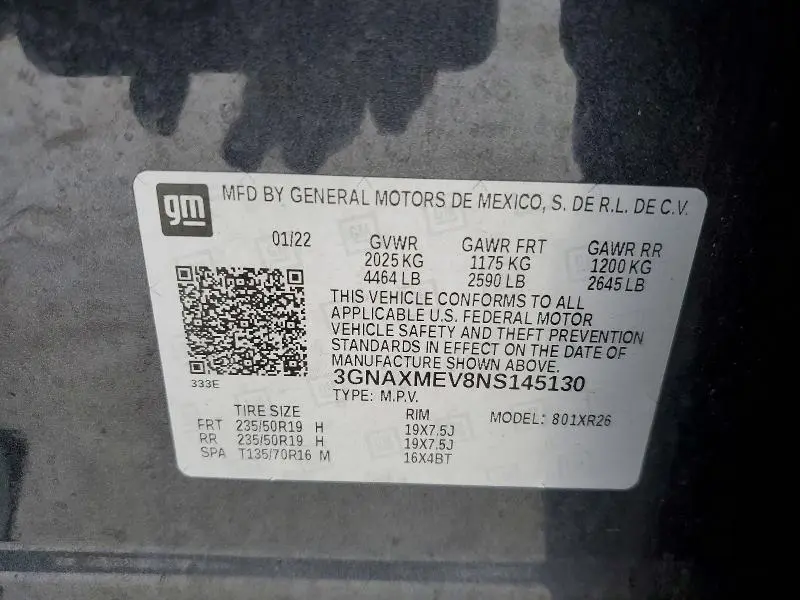 gm
MFD BY GENERAL MOTORS DE MEXICO, S. DE R.L. DE C.V.
01/22 GVWR GAWR FRT GAWR RR
2025 KG 1175 KG 1200 KG
4464 LB 2590 LB 2645 LB
THIS VEHICLE CONFORMS TO ALL
APPLICABLE U.S. FEDERAL MOTOR
VEHICLE SAFETY AND THEFT PREVENTION
STANDARDS IN EFFECT ON THE DATE OF
MANUFACTURE SHOWN ABOVE.
333E
3GNAXMEV8NS145130
TYPE: M.P.V.
TIRE SIZE RIM MODEL: 801XR26
FRT 235/50R19 H 19X7.5J
RR 235/50R19 H 19X7.5J
SPA T135/70R16 M 16X4BT